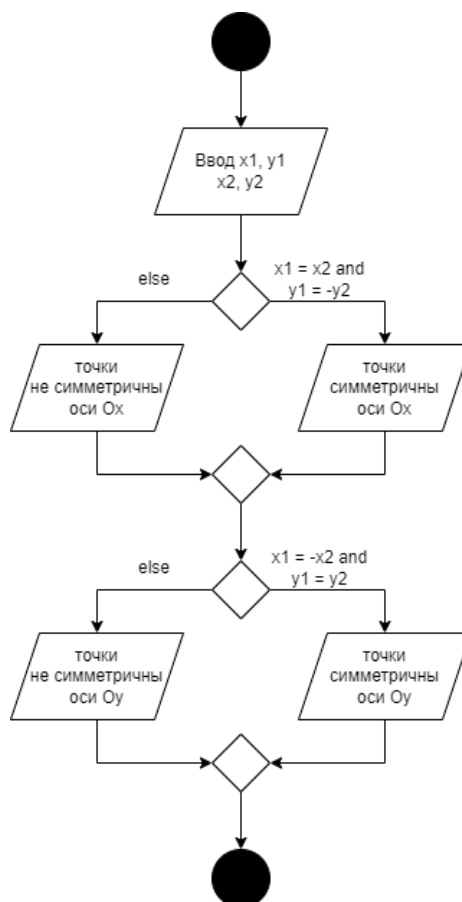 Ввод x1, y1
x2, y2
else
x1 = x2 and
y1 = -y2
точки
не симметричны
оси Ox
точки
симметричны
оси Ox
else
x1 = -x2 and
y1 = y2
точки
не симметричны
оси Oy
точки
симметричны
оси Oy